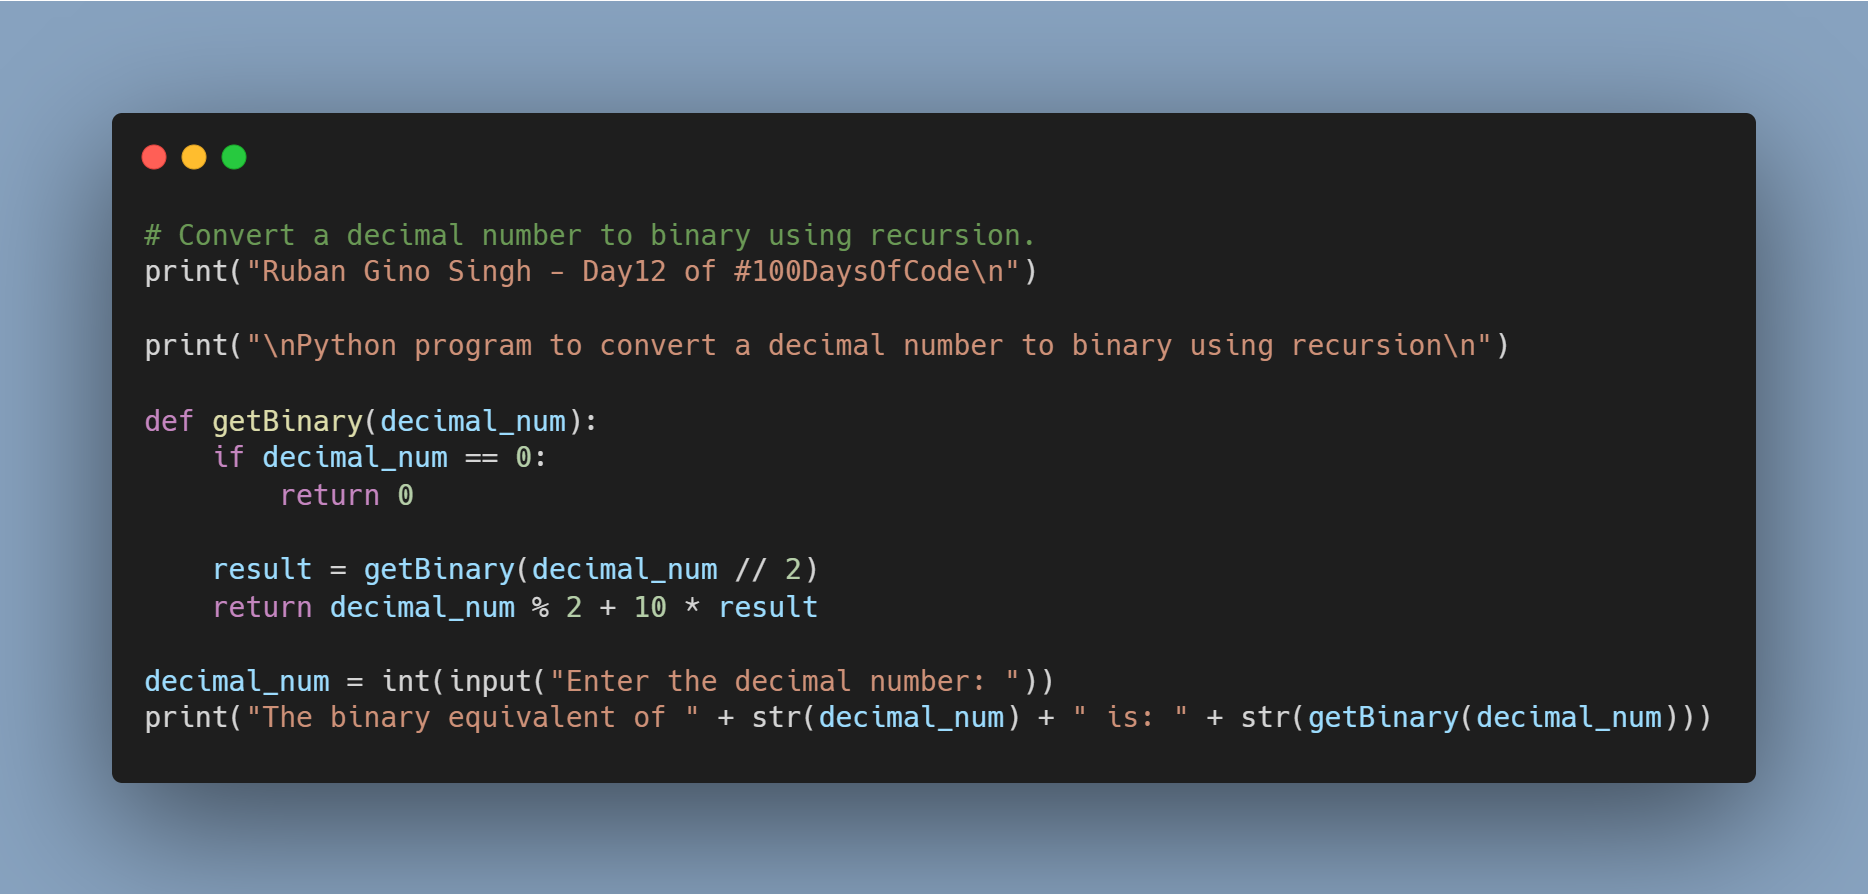 # Convert a decimal number to binary using recursion.
print("Ruban Gino Singh - Day12 of #100DaysOfCode\n")

print("\nPython program to convert a decimal number to binary using recursion\n")

def getBinary(decimal_num):
    if decimal_num == 0:
        return 0

    result = getBinary(decimal_num // 2)
    return decimal_num % 2 + 10 * result

decimal_num = int(input("Enter the decimal number: "))
print("The binary equivalent of " + str(decimal_num) + " is: " + str(getBinary(decimal_num)))